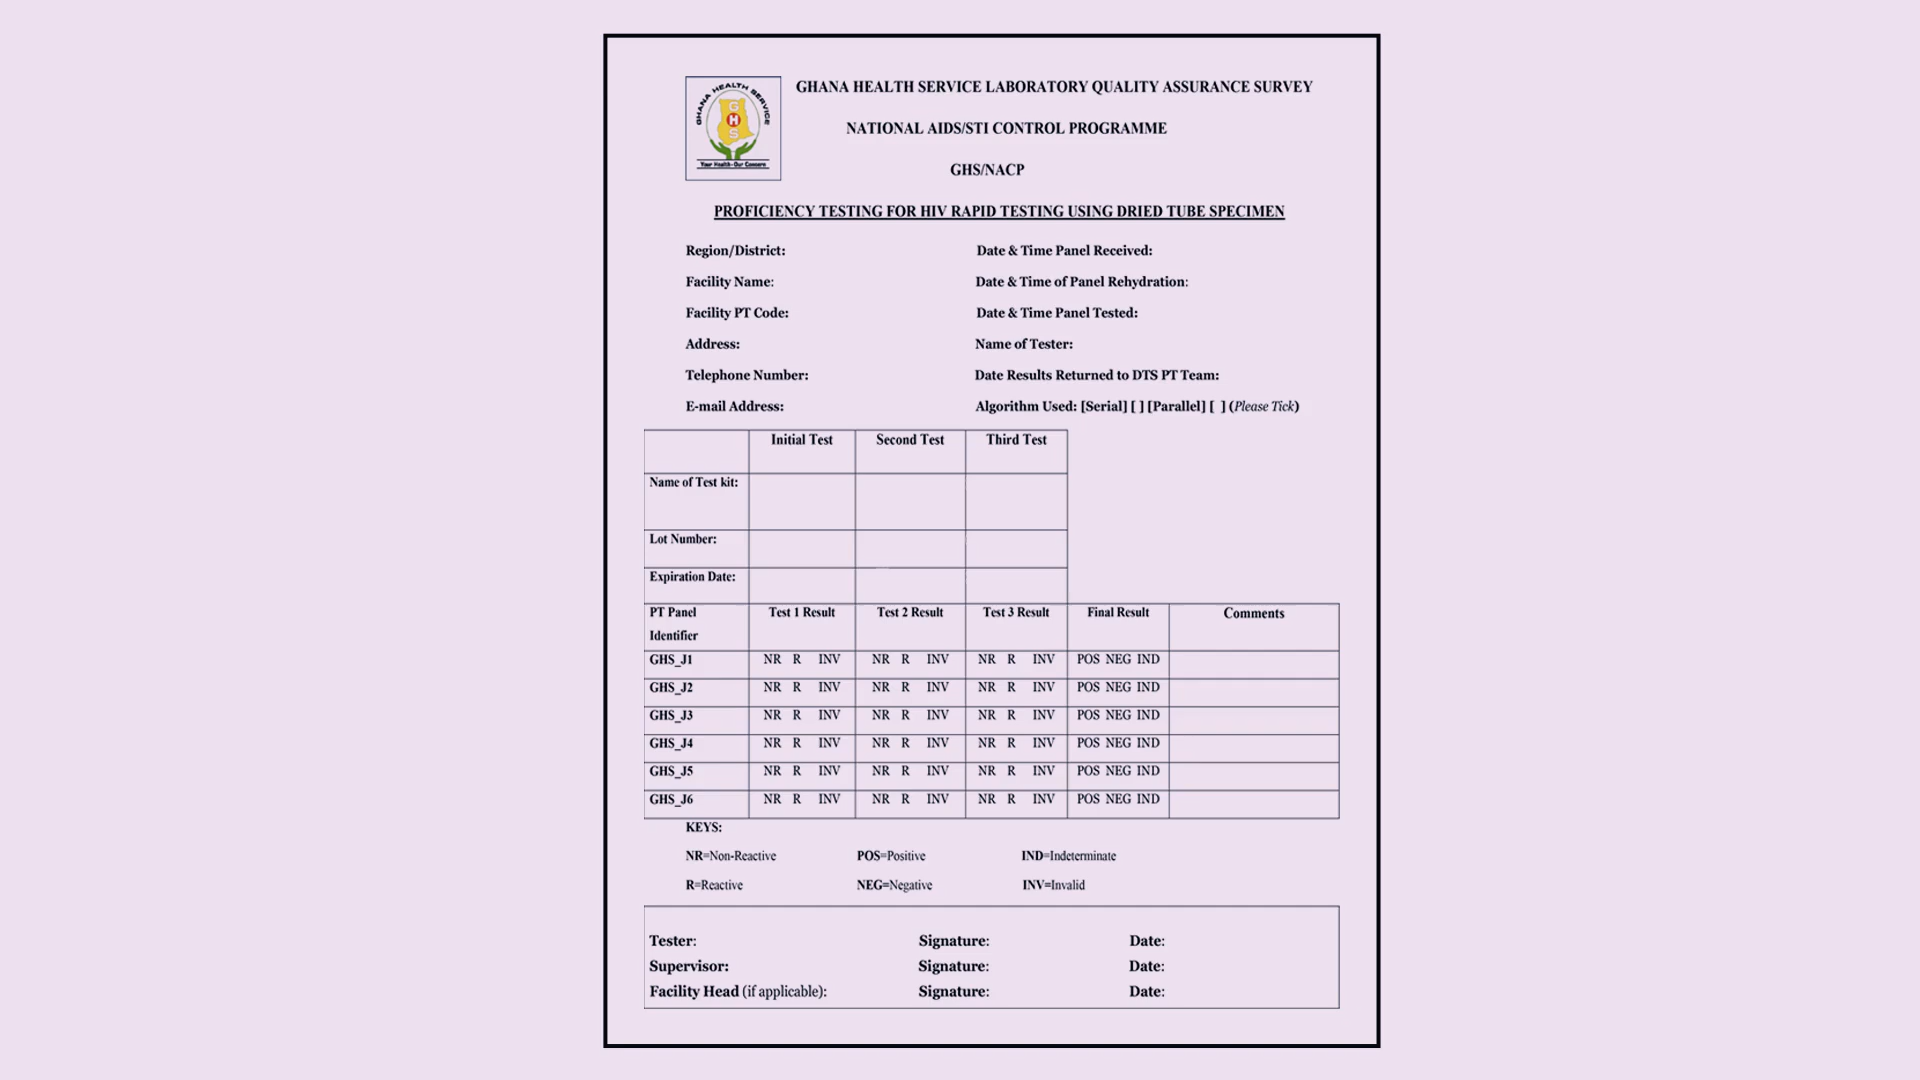 GHANA HEALTH SERVICE
G
H
S
Your Health - Our Concern
GHANA HEALTH SERVICE LABORATORY QUALITY ASSURANCE SURVEY
NATIONAL AIDS/STI CONTROL PROGRAMME
GHS/NACP
PROFICIENCY TESTING FOR HIV RAPID TESTING USING DRIED TUBE SPECIMEN
Region/District: Date & Time Panel Received:
Facility Name: Date & Time of Panel Rehydration:
Facility PT Code: Date & Time Panel Tested:
Address: Name of Tester:
Telephone Number: Date Results Returned to DTS PT Team:
E-mail Address: Algorithm Used: [Serial] [ ] [Parallel] [ ] (Please Tick)
Initial Test Second Test Third Test
Name of Test kit:
Lot Number:
Expiration Date:
PT Panel Test 1 Result Test 2 Result Test 3 Result Final Result Comments
Identifier
GHS_J1 NR R INV NR R INV NR R INV POS NEG IND
GHS_J2 NR R INV NR R INV NR R INV POS NEG IND
GHS_J3 NR R INV NR R INV NR R INV POS NEG IND
GHS_J4 NR R INV NR R INV NR R INV POS NEG IND
GHS_J5 NR R INV NR R INV NR R INV POS NEG IND
GHS_J6 NR R INV NR R INV NR R INV POS NEG IND
KEYS:
NR=Non-Reactive POS=Positive IND=Indeterminate
R=Reactive NEG=Negative INV=Invalid
Tester: Signature: Date:
Supervisor: Signature: Date:
Facility Head (if applicable): Signature: Date: